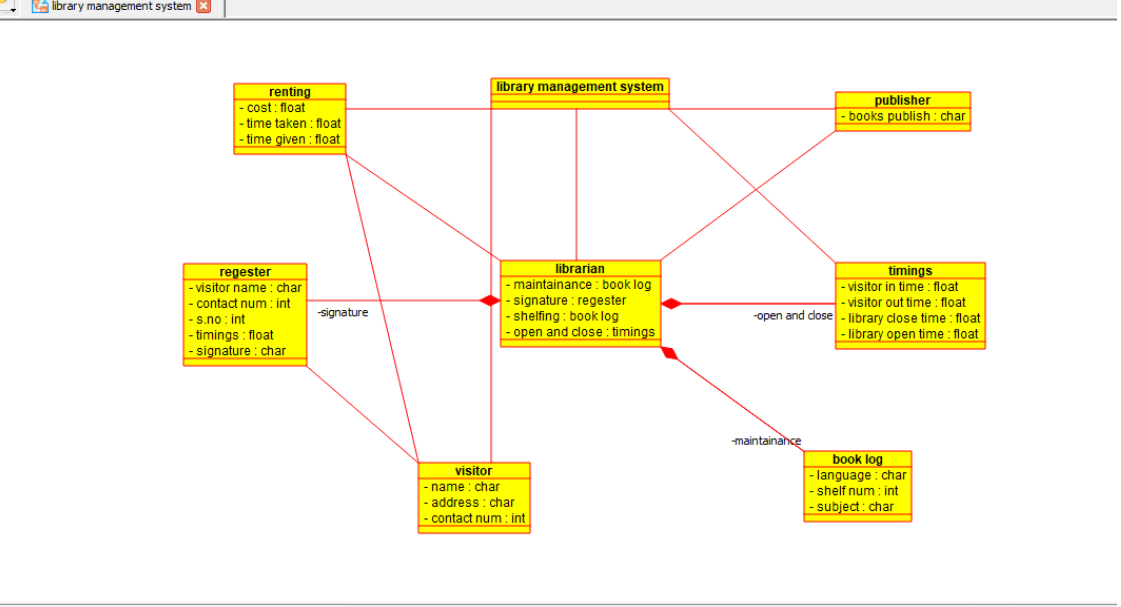 library management system
renting
- cost : float
- time taken : float
- time given : float
library management system
publisher
- books publish : char
regester
- visitor name : char
- contact num : int
- s.no : int
- timings : float
- signature : char
-signature
librarian
- maintainance : book log
- signature : regester
- shelfing : book log
- open and close : timings
-open and close
timings
- visitor in time : float
- visitor out time : float
- library close time : float
- library open time : float
-maintainance
visitor
- name : char
- address : char
- contact num : int
book log
- language : char
- shelf num : int
- subject : char